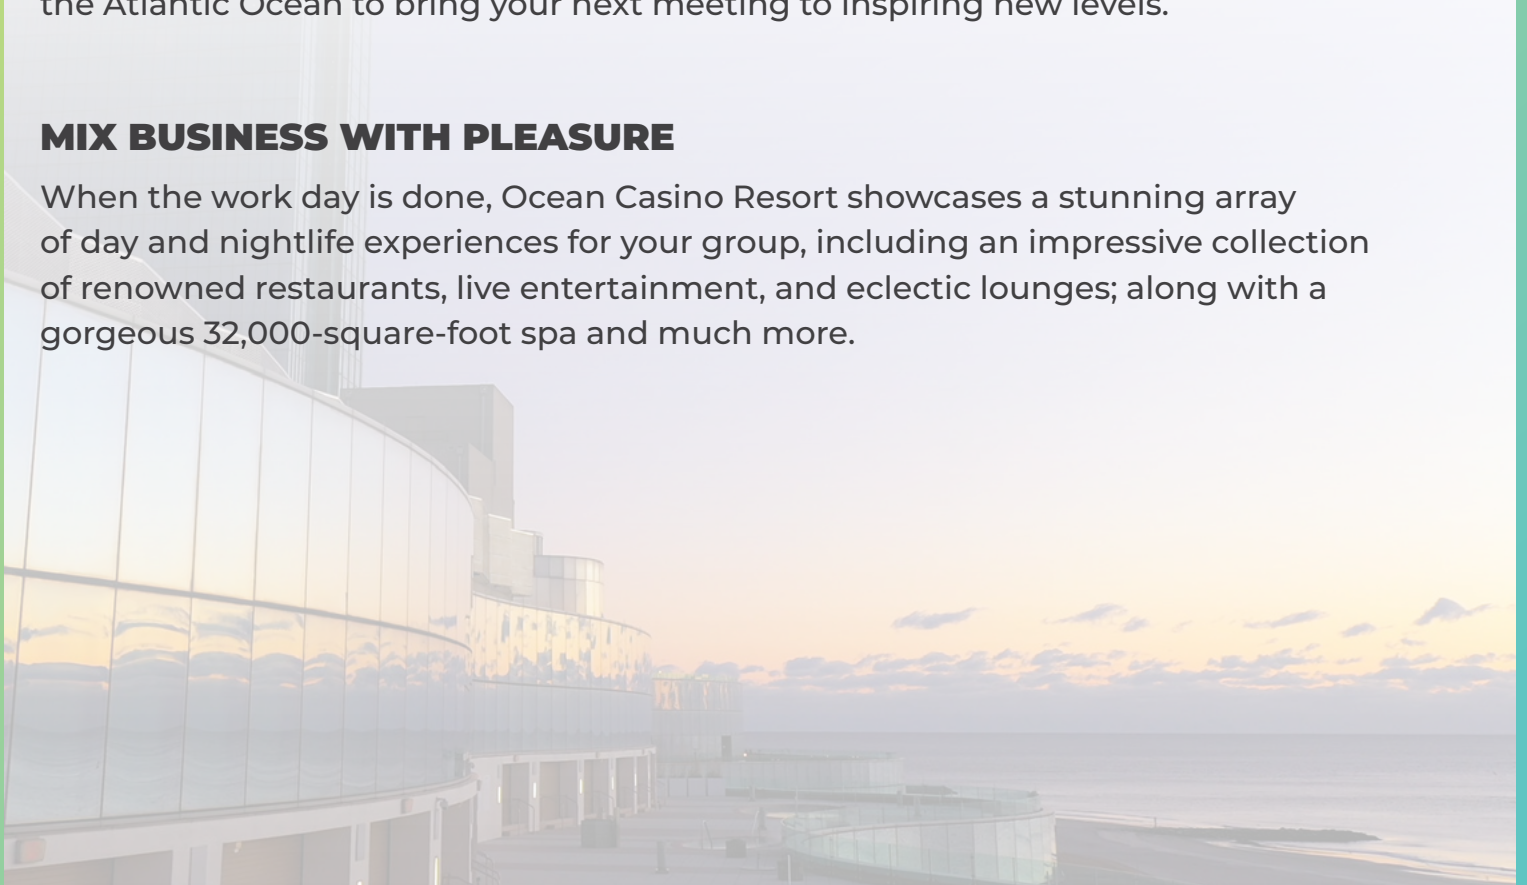 the Atlantic Ocean to bring your next meeting to inspiring new levels.
MIX BUSINESS WITH PLEASURE
When the work day is done, Ocean Casino Resort showcases a stunning array
of day and nightlife experiences for your group, including an impressive collection
of renowned restaurants, live entertainment, and eclectic lounges; along with a
gorgeous 32,000-square-foot spa and much more.